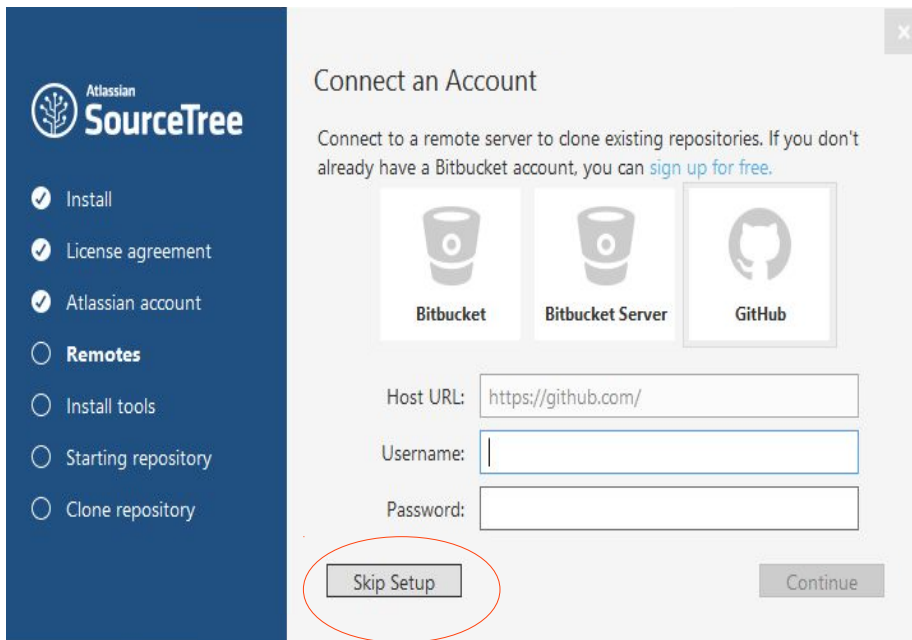 Atlassian
SourceTree
Install
License agreement
Atlassian account
Remotes
Install tools
Starting repository
Clone repository
x
Connect an Account
Connect to a remote server to clone existing repositories. If you don't
already have a Bitbucket account, you can sign up for free.
Bitbucket
Bitbucket Server
GitHub
Host URL: https://github.com/
Username:
Password:
Skip Setup
Continue